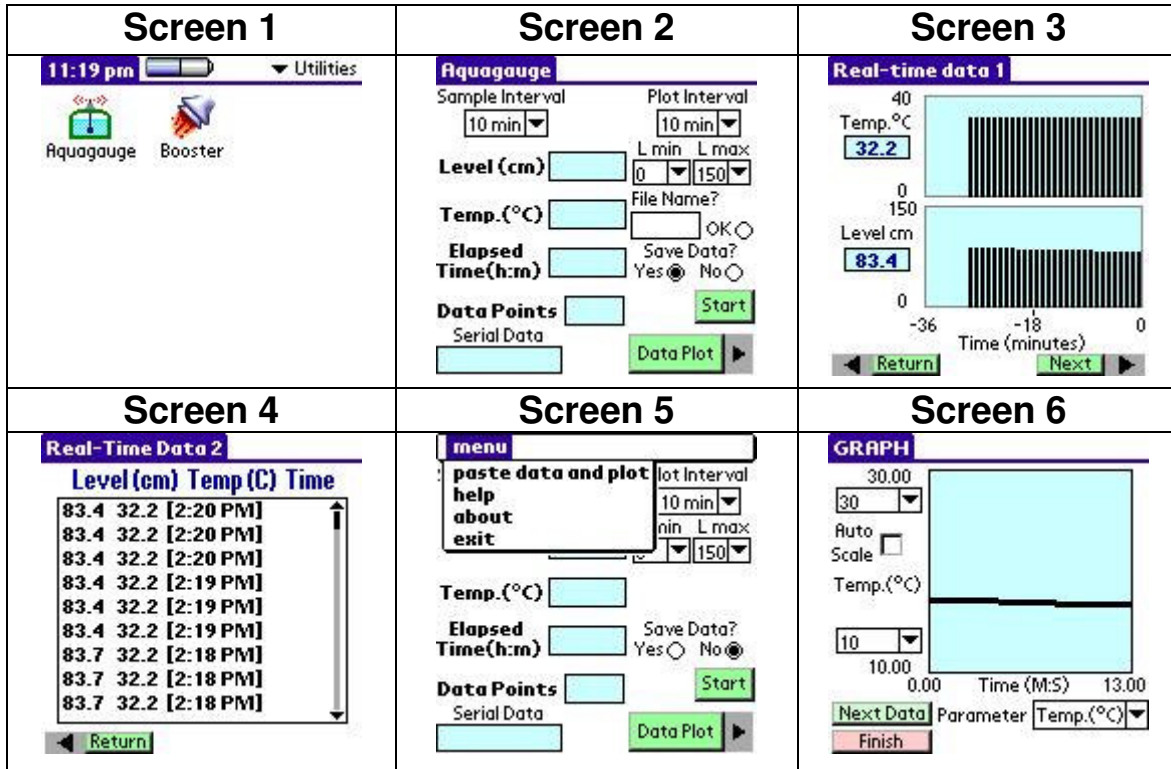 Screen 1
Screen 2
Screen 3
11:19 pm
Utilities
Aquagauge
Booster
Aquagauge
Sample Interval
Plot Interval
10 min
10 min
Level (cm)
L min
L max
0
150
File Name?
Temp.(°C)
OK
Elapsed
Time(h:m)
Save Data?
Yes
No
Data Points
Start
Serial Data
Data Plot
Real-time data 1
40
Temp.°C
32.2
0
150
Level cm
83.4
0
-36
-18
0
Time (minutes)
Return
Next
Screen 4
Screen 5
Screen 6
Real-Time Data 2
Level (cm) Temp (C) Time
83.4 32.2 [2:20 PM]
83.4 32.2 [2:20 PM]
83.4 32.2 [2:20 PM]
83.4 32.2 [2:19 PM]
83.4 32.2 [2:19 PM]
83.4 32.2 [2:19 PM]
83.7 32.2 [2:18 PM]
83.7 32.2 [2:18 PM]
83.7 32.2 [2:18 PM]
Return
menu
paste data and plot
help
about
exit
lot Interval
10 min
L max
150
Temp.(°C)
Elapsed
Time(h:m)
Save Data?
Yes
No
Data Points
Start
Serial Data
Data Plot
GRAPH
30.00
30
Auto
Scale
Temp.(°C)
10
10.00
0.00
Time (M:S)
13.00
Next Data
Parameter
Temp.(°C)
Finish